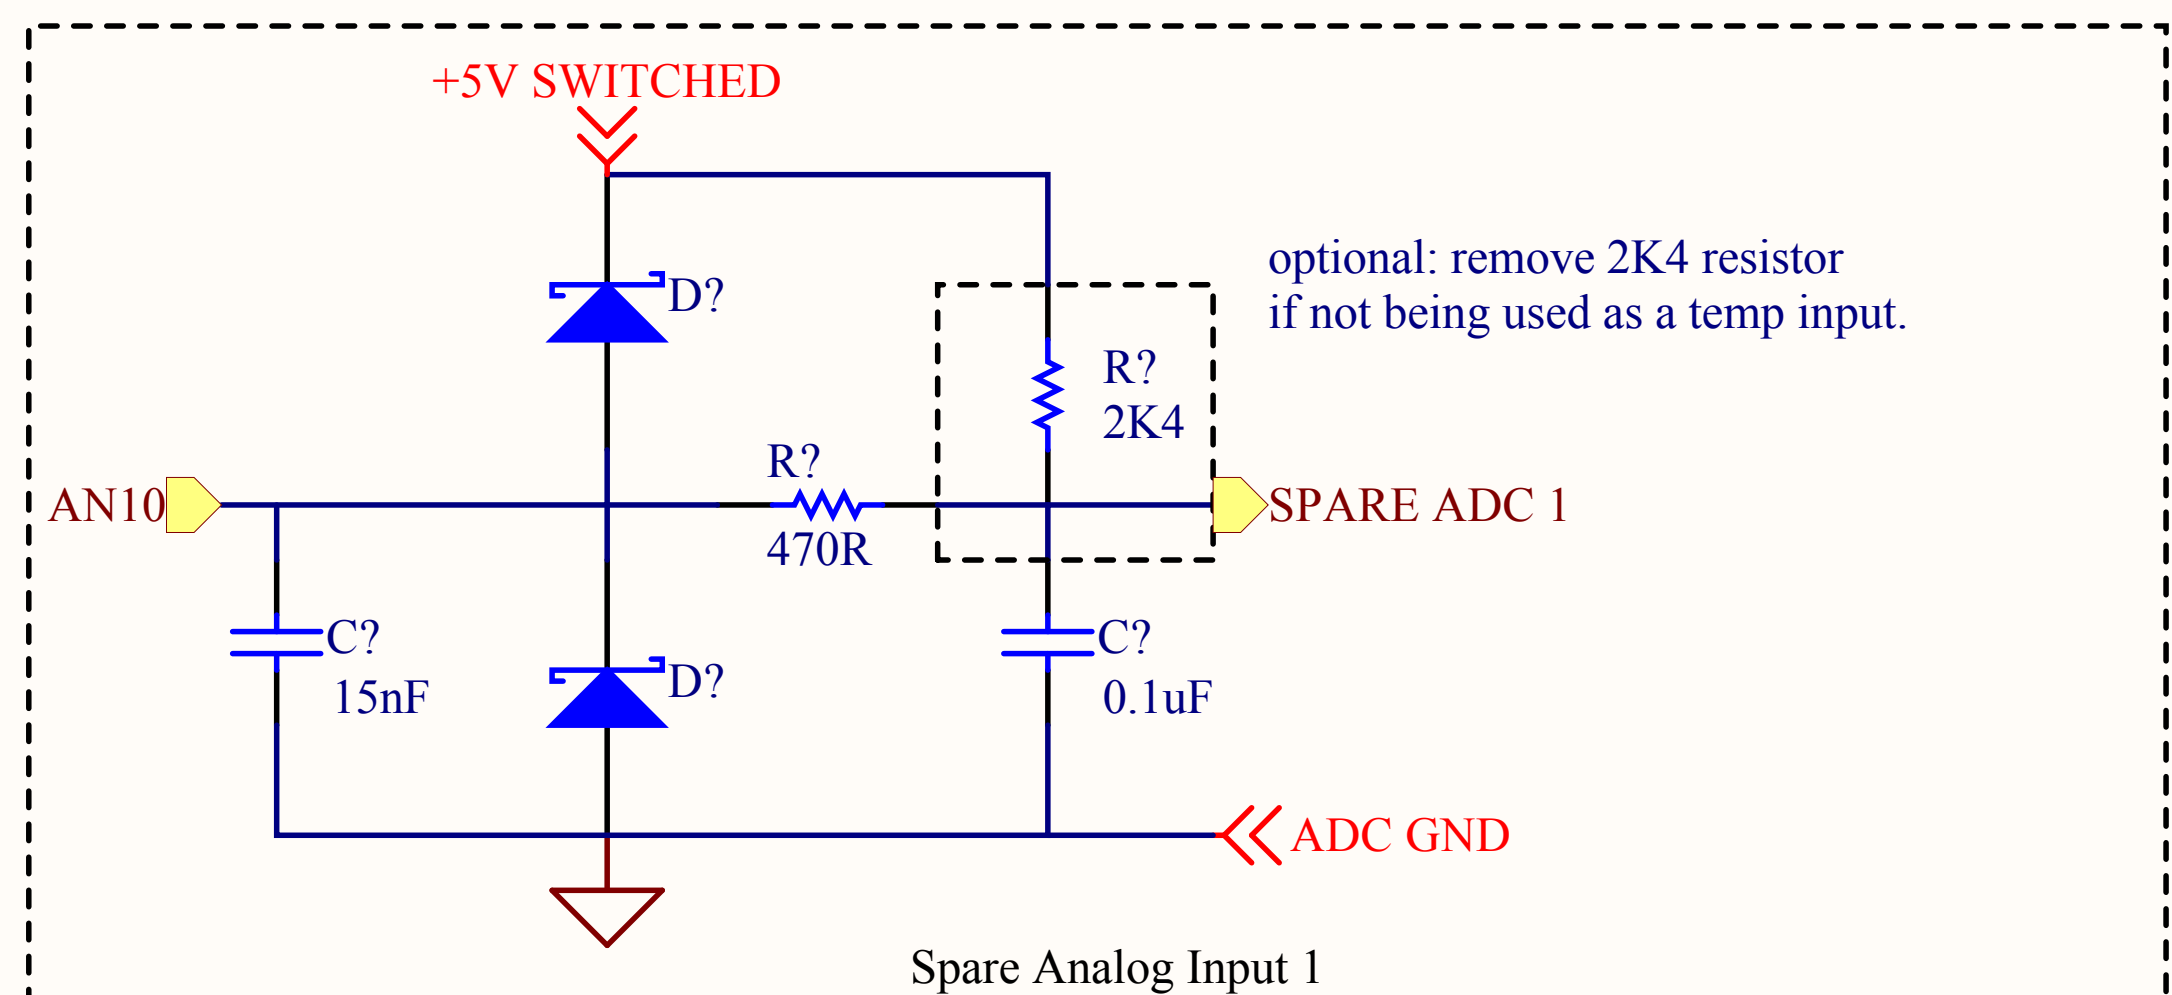 +5V SWITCHED
D?
optional: remove 2K4 resistor
if not being used as a temp input.
R?
2K4
R?
470R
AN10
SPARE ADC 1
C?
15nF
D?
C?
0.1uF
ADC GND
Spare Analog Input 1